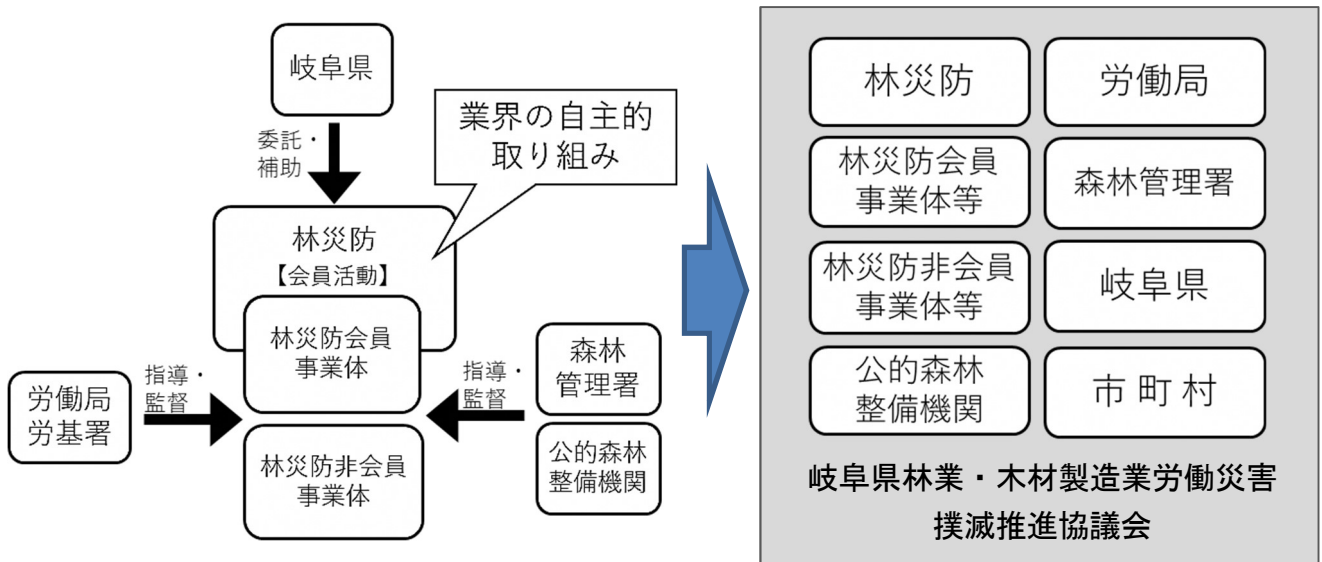 岐阜県
委託・
補助
業界の自主的
取り組み
林災防
【会員活動】
林災防会員
事業体
林災防非会員
事業体
労働局
労基署
指導・
監督
指導・
監督
森林
管理署
公的森林
整備機関
林災防
労働局
林災防会員
事業体等
森林管理署
林災防非会員
事業体等
岐阜県
公的森林
整備機関
市町村
岐阜県林業・木材製造業労働災害
撲滅推進協議会